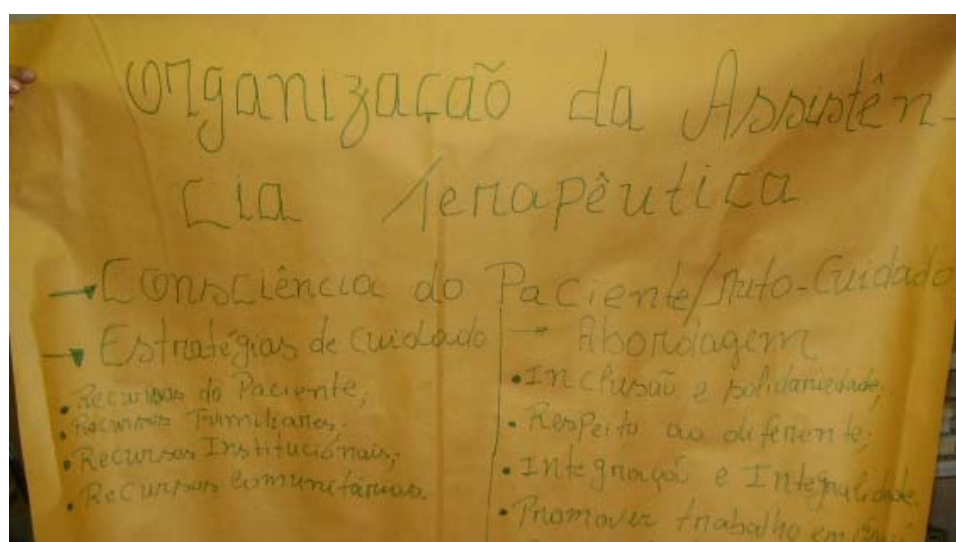 Organização da Assistên-
cia Terapêutica
→ Consciência do Paciente/Auto-Cuidado
→ Estratégias de cuidado
• Recursos do Paciente;
• Recursos Familiares.
• Recursos Institucionais;
• Recursos Comunitários.
→ Abordagem
• Inclusão e solidariedade;
• Respeito ao diferente;
• Integração e Integralidade.
• Promover trabalho em